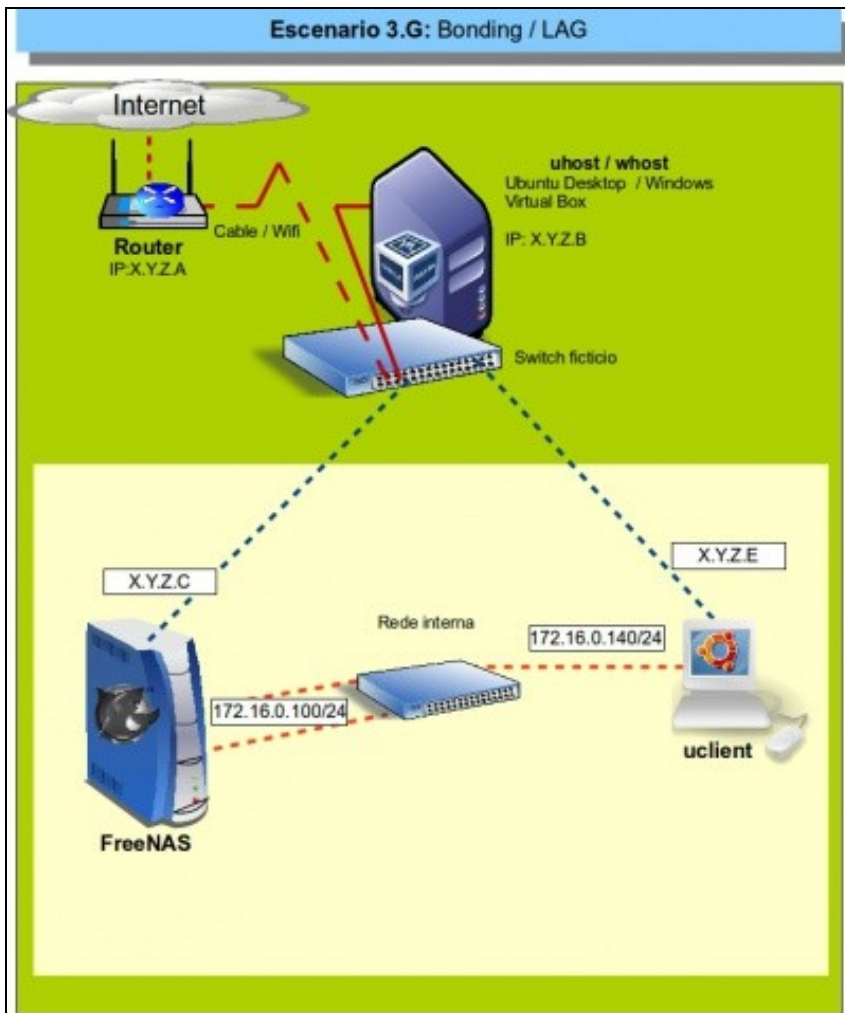 Escenario 3.G: Bonding / LAG
Internet
uhost / whost
Ubuntu Desktop / Windows
Virtual Box
IP: X.Y.Z.B
Cable / Wifi
Router
IP:X.Y.Z.A
Switch ficticio
X.Y.Z.C
X.Y.Z.E
Rede interna
172.16.0.140/24
172.16.0.100/24
uclient
FreeNAS